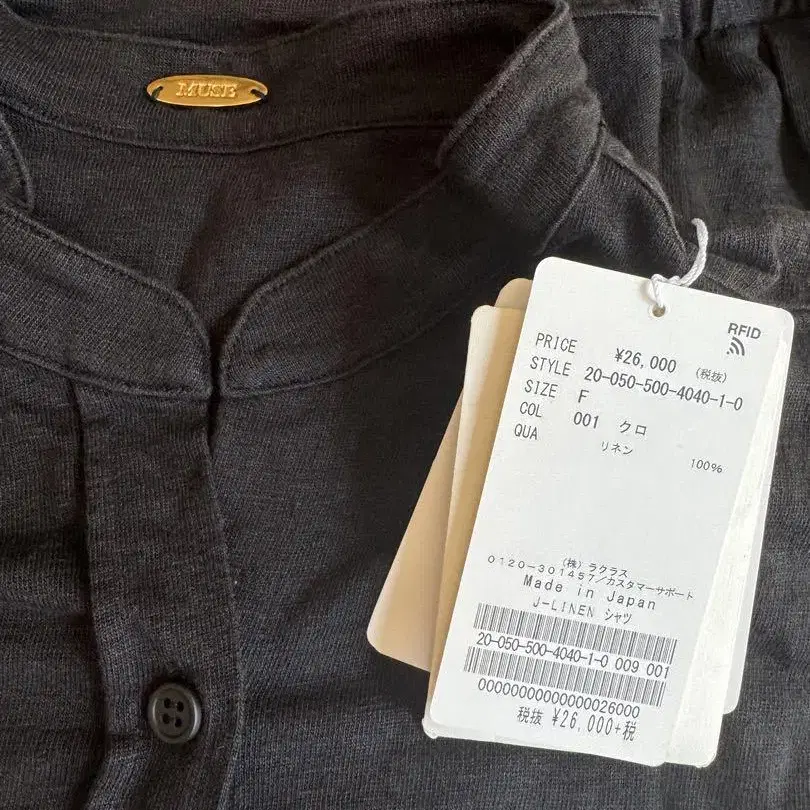 MUSE
RFID
PRICE ¥26,000 (税抜)
STYLE 20-050-500-4040-1-0
SIZE F
COL 001 クロ
QUA リネン 100%
(株)ラクラス
0120-301457/カスタマーサポート
Made in Japan
J-LINEN シャツ
20-050-500-4040-1-0 009 001
0000000000000026000
税抜 ¥26,000+税